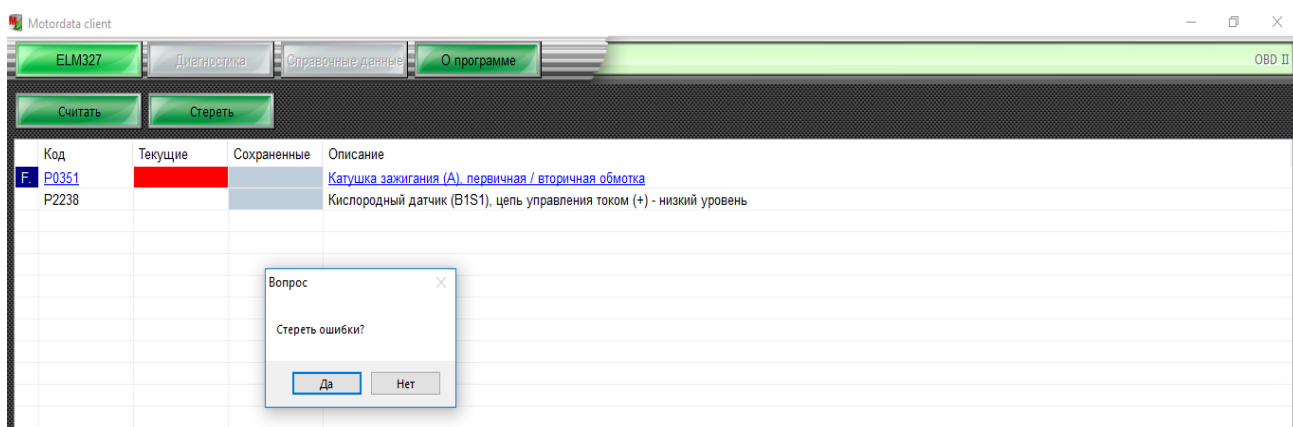 Motordata client
ELM327 Диагностика Справочные данные О программе OBD II
Считать Стереть
Код Текущие Сохраненные Описание
F. P0351 Катушка зажигания (A), первичная / вторичная обмотка
P2238 Кислородный датчик (B1S1), цепь управления током (+) - низкий уровень
Вопрос
Стереть ошибки?
Да Нет